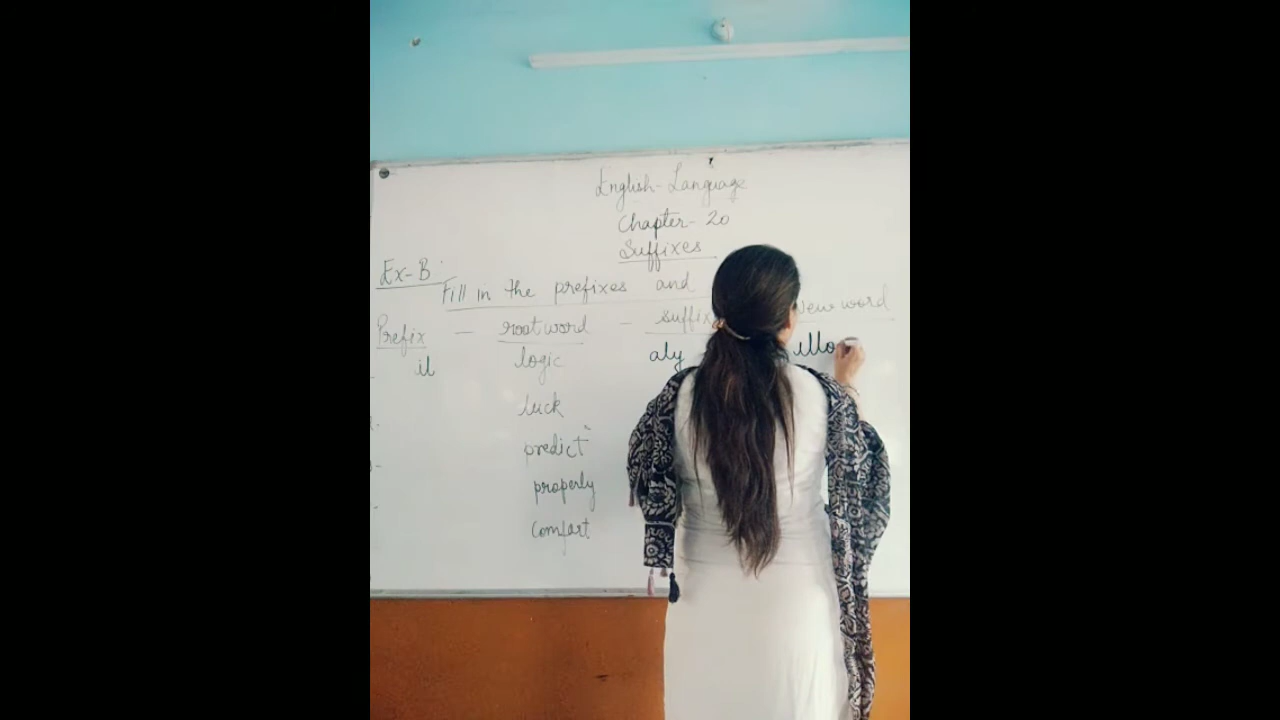 English-Language
Chapter-20
Suffixes
Ex-B
Fill in the prefixes and
Prefix - root word - suffix New word
il logic aly illo
luck
predict
properly
comfort